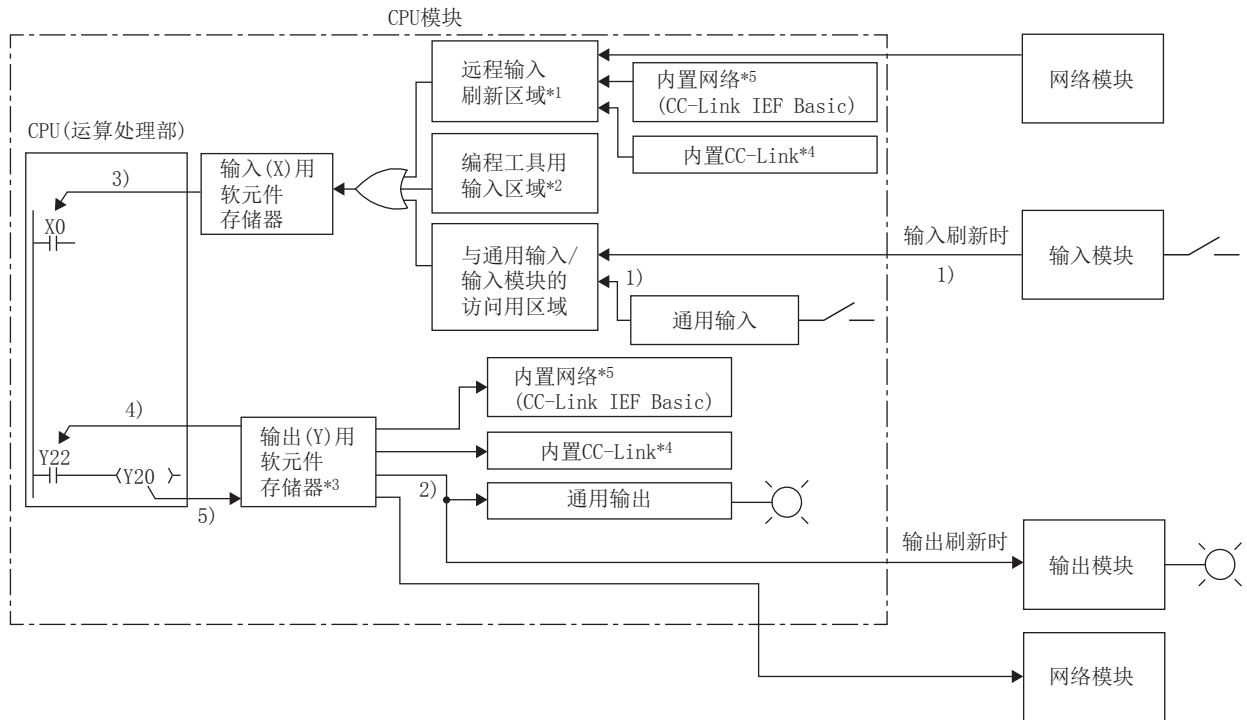 CPU模块
远程输入
刷新区域*1
内置网络*5
(CC-Link IEF Basic)
网络模块
内置CC-Link*4
CPU(运算处理部)
输入(X)用
软元件
存储器
编程工具用
输入区域*2
3)
X0
与通用输入/
输入模块的
访问用区域
1)
通用输入
输入刷新时
1)
输入模块
内置网络*5
(CC-Link IEF Basic)
4)
输出(Y)用
软元件
存储器*3
内置CC-Link*4
Y22
Y20
2)
通用输出
5)
输出刷新时
输出模块
网络模块